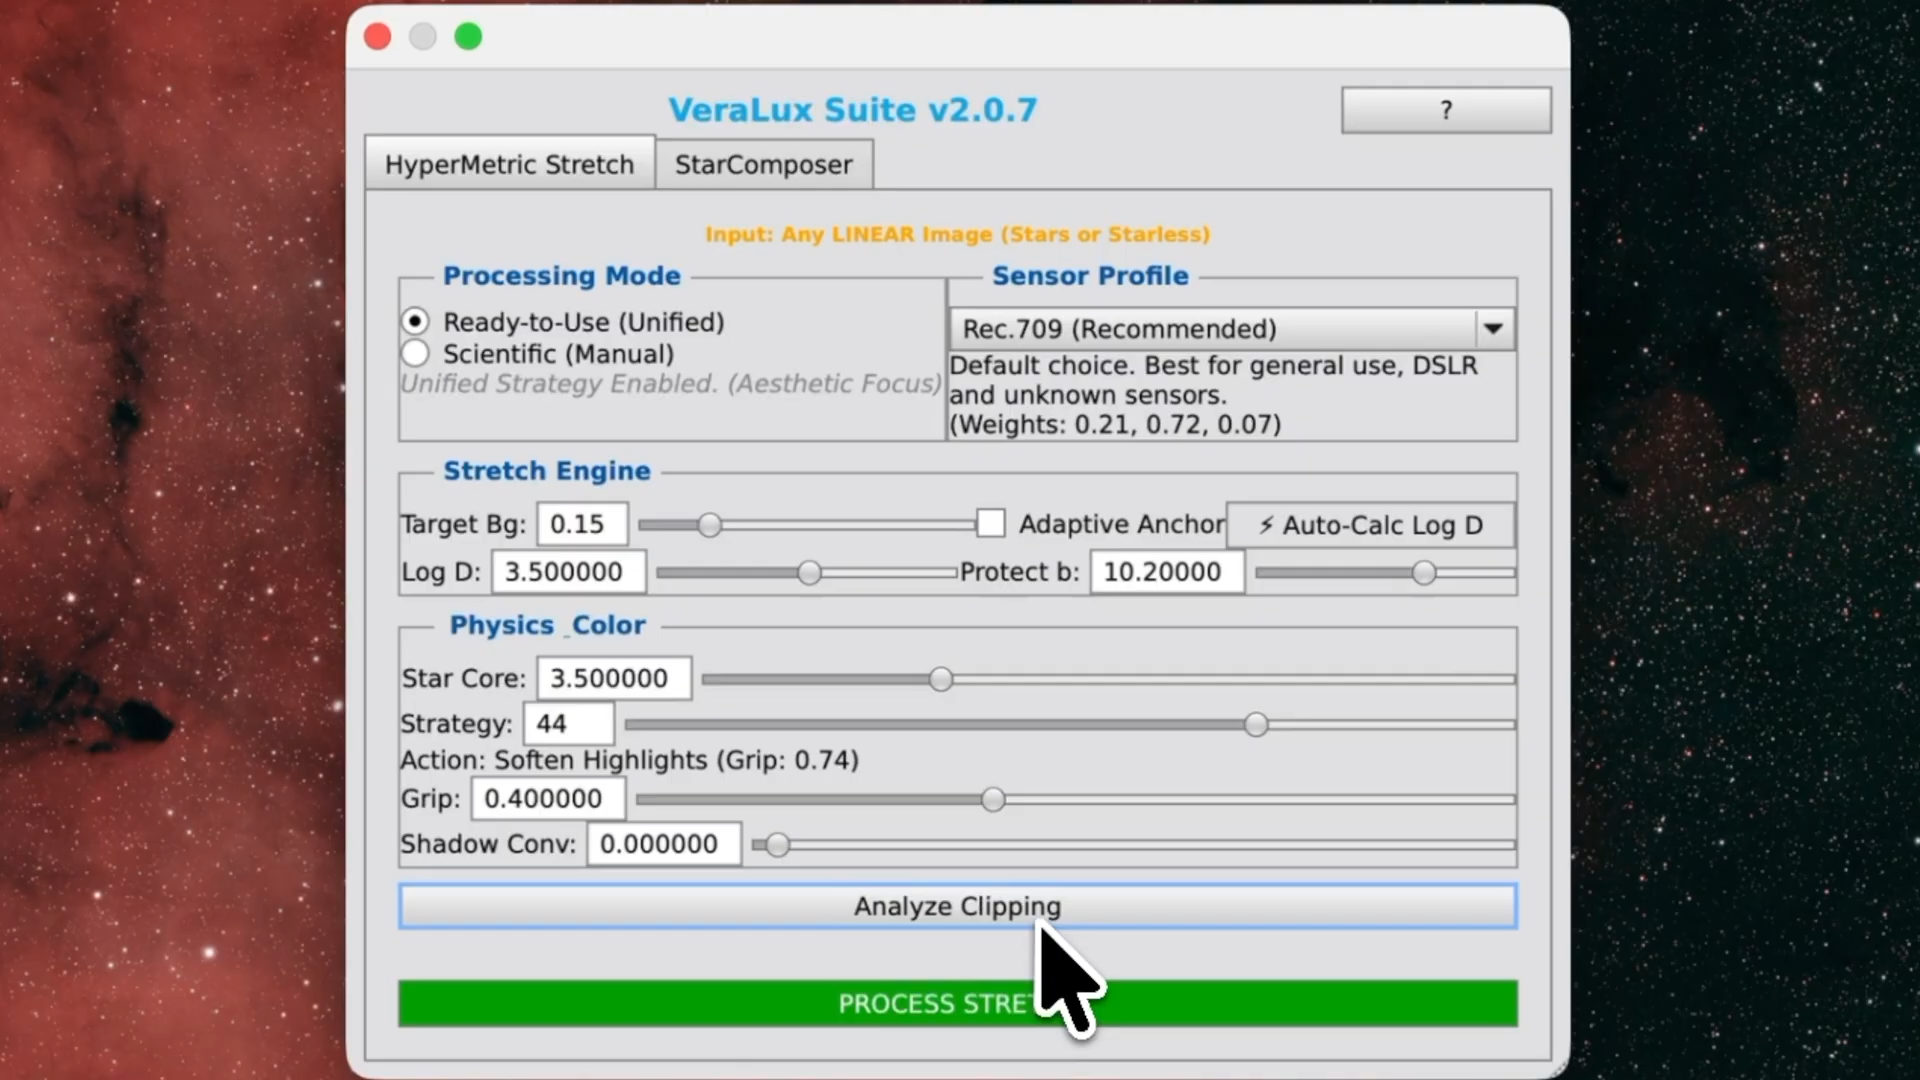 VeraLux Suite v2.0.7
?
HyperMetric Stretch
StarComposer
Input: Any LINEAR Image (Stars or Starless)
Processing Mode
Ready-to-Use (Unified)
Scientific (Manual)
Unified Strategy Enabled. (Aesthetic Focus)
Sensor Profile
Rec.709 (Recommended)
Default choice. Best for general use, DSLR
and unknown sensors.
(Weights: 0.21, 0.72, 0.07)
Stretch Engine
Target Bg: 0.15
Adaptive Anchor
⚡ Auto-Calc Log D
Log D: 3.500000
Protect b: 10.20000
Physics _Color
Star Core: 3.500000
Strategy: 44
Action: Soften Highlights (Grip: 0.74)
Grip: 0.400000
Shadow Conv: 0.000000
Analyze Clipping
PROCESS STRE